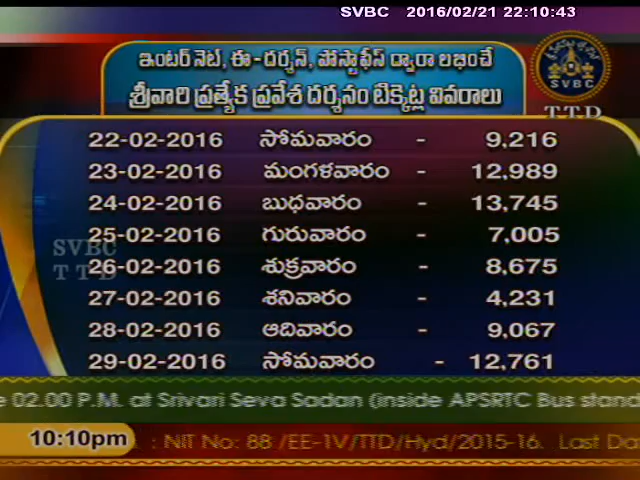 SVBC 2016/02/21 22:10:43
ఇంటర్ నెట్, ఈ - దర్శన్, పోస్టాఫీస్ ద్వారా లభించే
శ్రీవారి ప్రత్యేక ప్రవేశ దర్శనం టిక్కెట్ల వివరాలు
SVBC
TTD
22-02-2016 సోమవారం - 9,216
23-02-2016 మంగళవారం - 12,989
24-02-2016 బుధవారం - 13,745
25-02-2016 గురువారం - 7,005
SVBC
TTD
26-02-2016 శుక్రవారం - 8,675
27-02-2016 శనివారం - 4,231
28-02-2016 ఆదివారం - 9,067
29-02-2016 సోమవారం - 12,761
e 02.00 P.M. at Srivari Seva Sadan (inside APSRTC Bus stand
10:10pm . : NIT No: 88 /EE-1V/TTD/Hyd/2015-16. Last Da